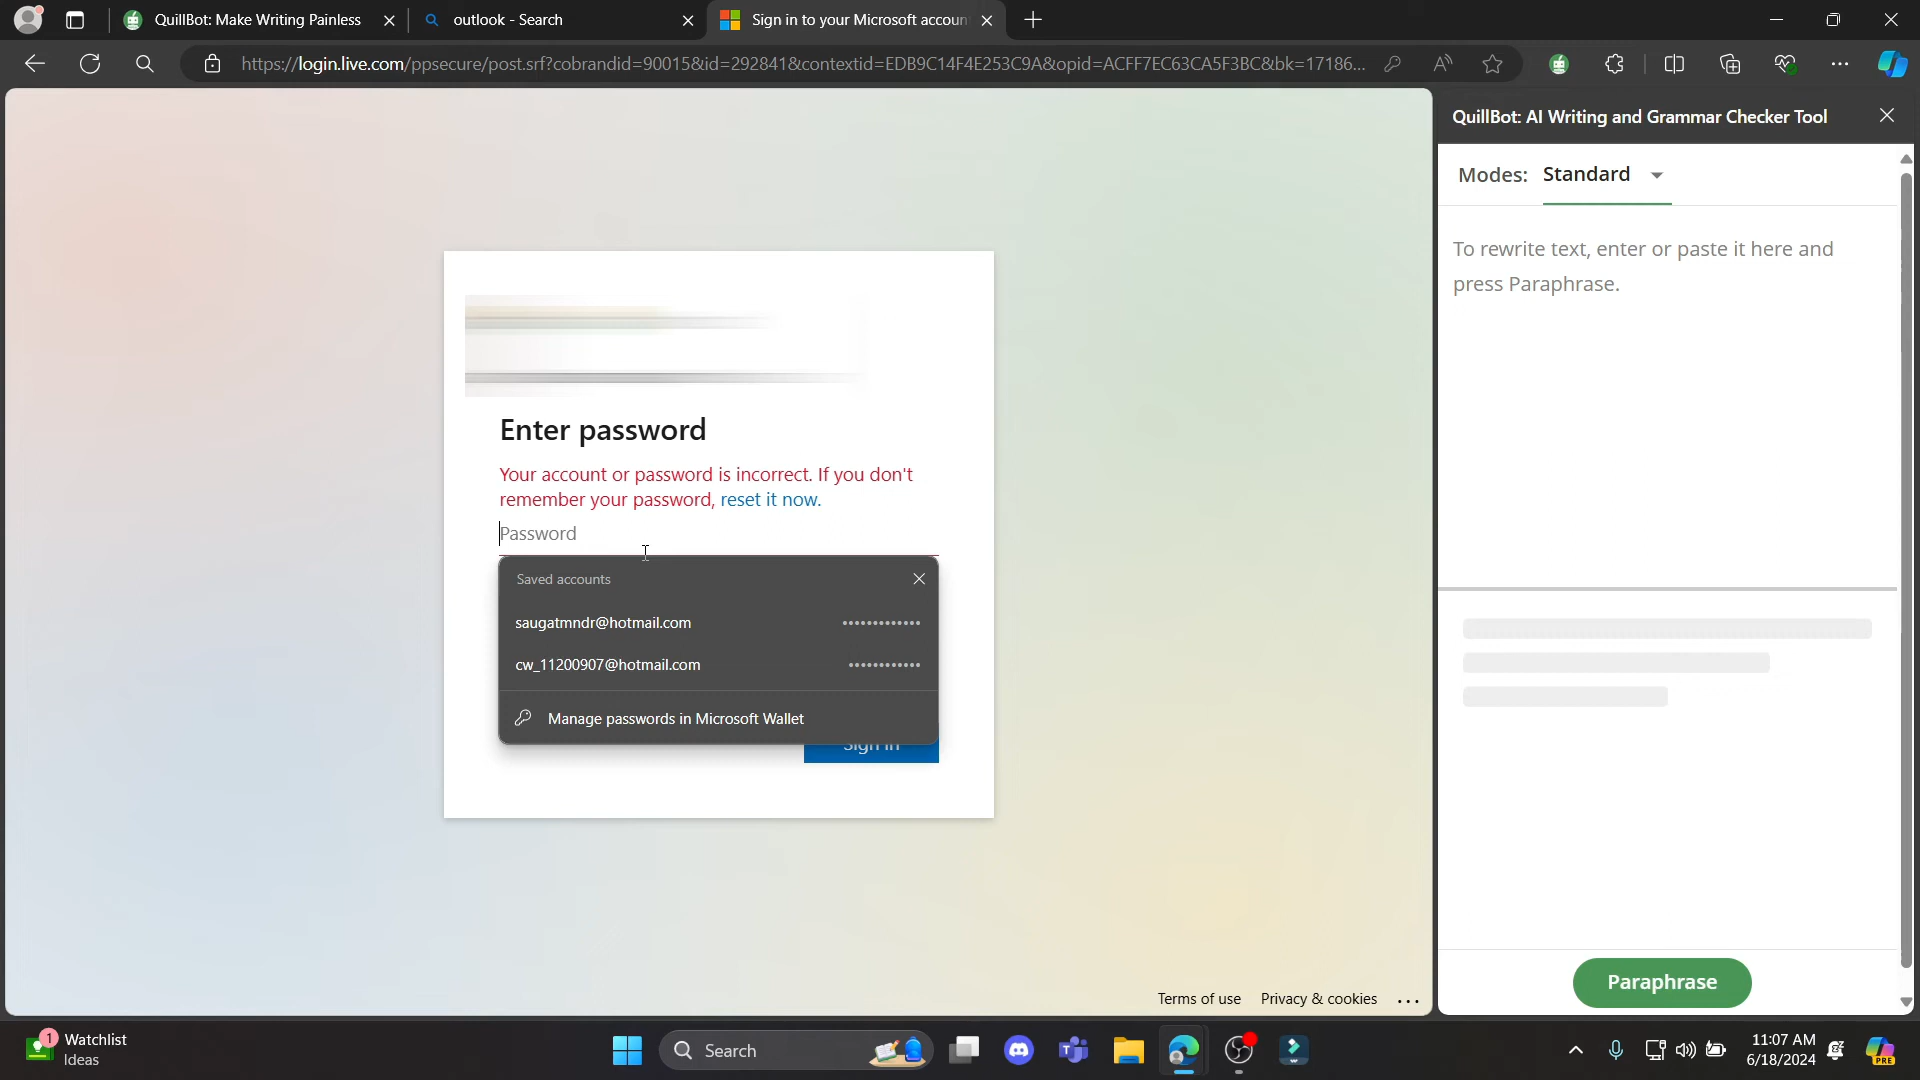 QuillBot: Make Writing Painless
outlook - Search
Sign in to your Microsoft accoun
https://login.live.com/ppsecure/post.srf?cobrandid=90015&id=292841&contextid=EDB9C14F4E253C9A&opid=ACFF7EC63CA5F3BC&bk=17186...
QuillBot: AI Writing and Grammar Checker Tool
Modes: Standard
To rewrite text, enter or paste it here and
press Paraphrase.
Paraphrase
Enter password
Your account or password is incorrect. If you don't
remember your password, reset it now.
Password
Saved accounts
saugatmndr@hotmail.com
cw_11200907@hotmail.com
Manage passwords in Microsoft Wallet
Sign in
Terms of use Privacy & cookies ...
1
Watchlist
Ideas
Search
11:07 AM
6/18/2024
PRE